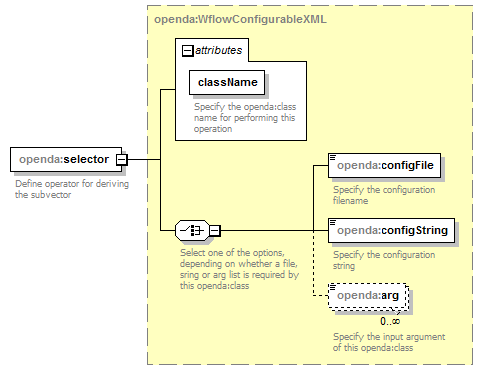 openda:WflowConfigurableXML
attributes
className
Specify the openda:class
name for performing this
operation
openda:selector
Define operator for deriving
the subvector
openda:configFile
Specify the configuration
filename
openda:configString
Specify the configuration
string
Select one of the options,
depending on whether a file,
sring or arg list is required by
this openda:class
openda:arg
0..∞
Specify the input argument
of this openda:class